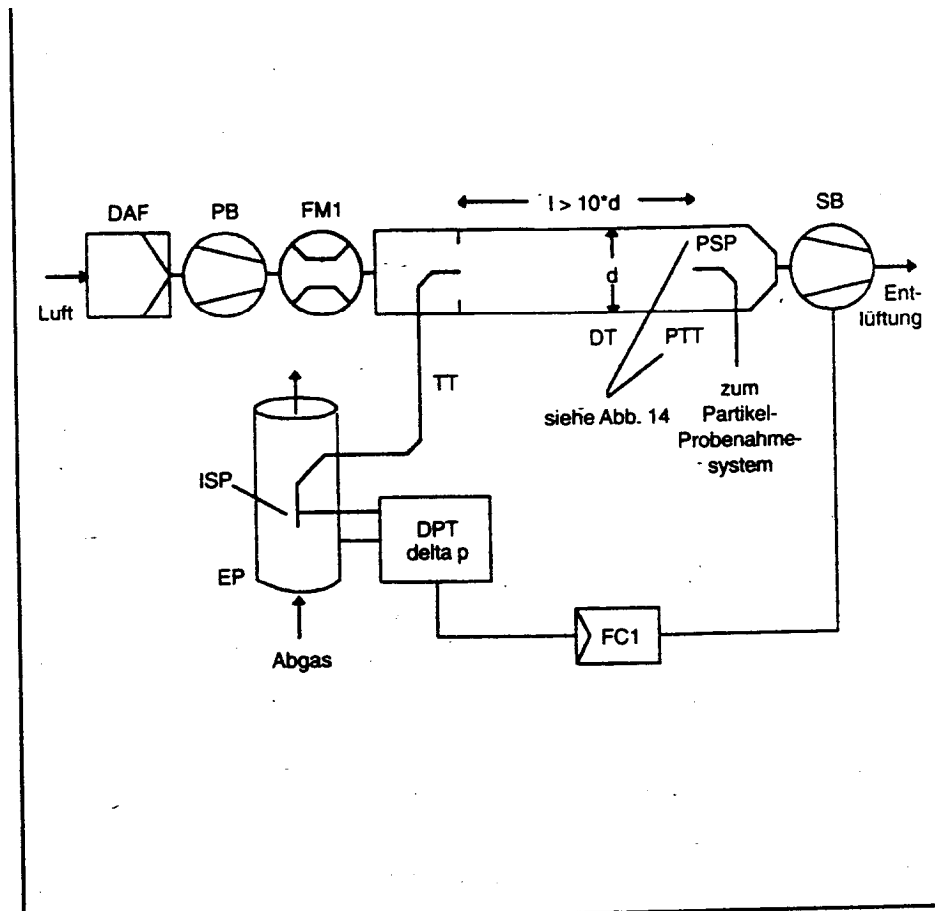 DAF
PB
FM1
l > 10*d
SB
Luft
d
PSP
Ent-
lüftung
DT
PTT
TT
siehe Abb. 14
zum
Partikel-
Probenahme-
system
ISP
DPT
delta p
EP
FC1
Abgas